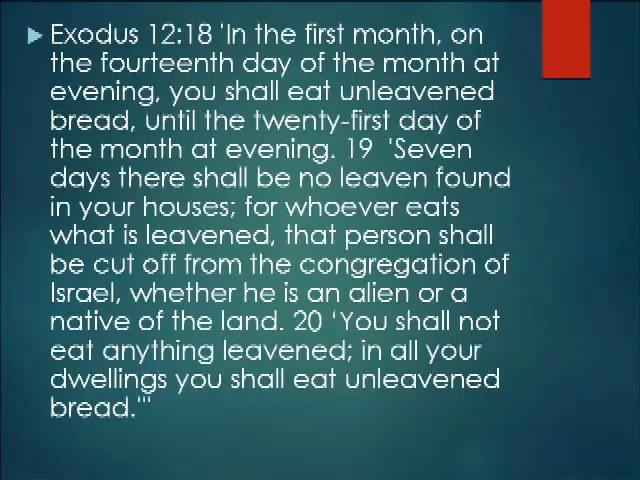 Exodus 12:18 'In the first month, on
the fourteenth day of the month at
evening, you shall eat unleavened
bread, until the twenty-first day of
the month at evening. 19 'Seven
days there shall be no leaven found
in your houses; for whoever eats
what is leavened, that person shall
be cut off from the congregation of
Israel, whether he is an alien or a
native of the land. 20 ‘You shall not
eat anything leavened; in all your
dwellings you shall eat unleavened
bread.'"